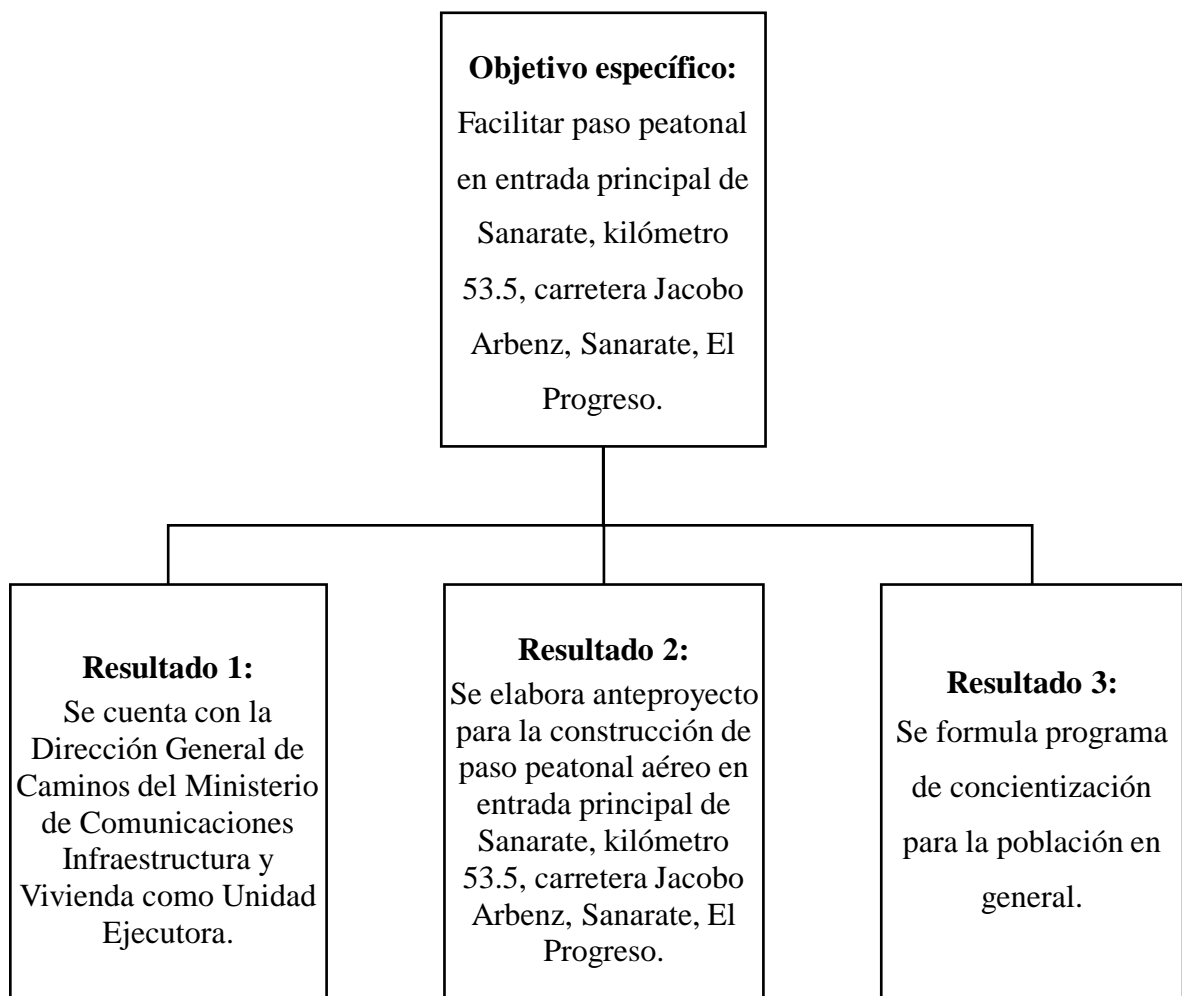 Objetivo específico:
Facilitar paso peatonal
en entrada principal de
Sanarate, kilómetro
53.5, carretera Jacobo
Arbenz, Sanarate, El
Progreso.
Resultado 1:
Se cuenta con la
Dirección General de
Caminos del Ministerio
de Comunicaciones
Infraestructura y
Vivienda como Unidad
Ejecutora.
Resultado 2:
Se elabora anteproyecto
para la construcción de
paso peatonal aéreo en
entrada principal de
Sanarate, kilómetro
53.5, carretera Jacobo
Arbenz, Sanarate, El
Progreso.
Resultado 3:
Se formula programa
de concientización
para la población en
general.